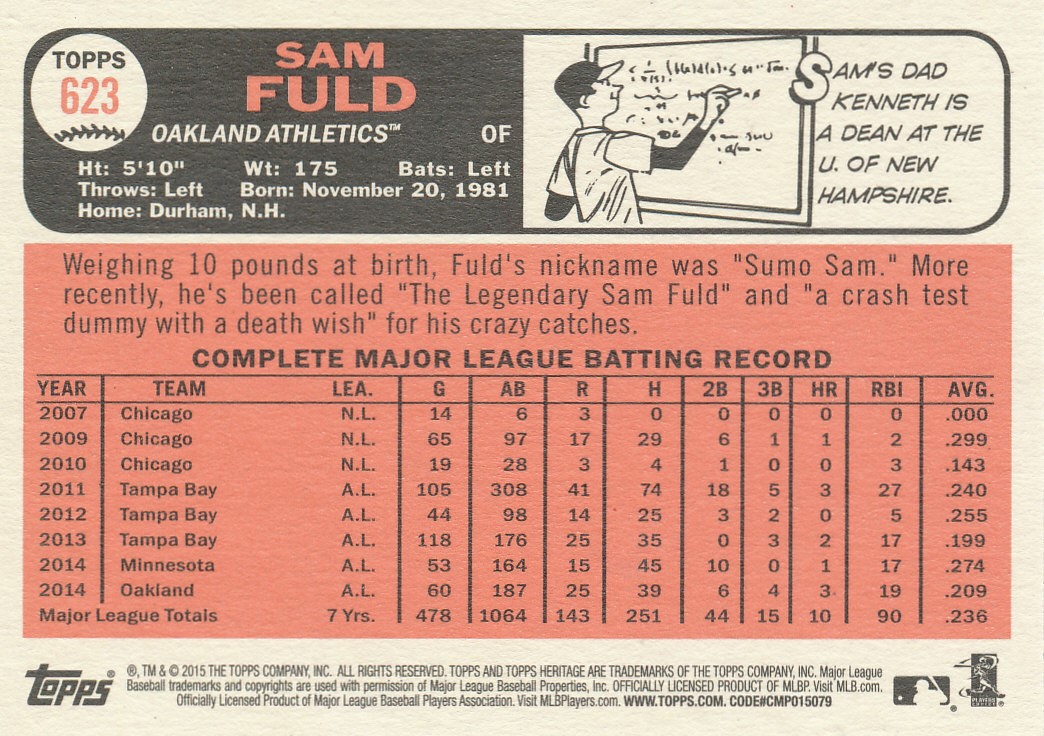 TOPPS
623
SAM
FULD
OAKLAND ATHLETICS™ OF
Ht: 5'10" Wt: 175 Bats: Left
Throws: Left Born: November 20, 1981
Home: Durham, N.H.
SAM'S DAD
KENNETH IS
A DEAN AT THE
U. OF NEW
HAMPSHIRE.
Weighing 10 pounds at birth, Fuld's nickname was "Sumo Sam." More
recently, he's been called "The Legendary Sam Fuld" and "a crash test
dummy with a death wish" for his crazy catches.
COMPLETE MAJOR LEAGUE BATTING RECORD
YEAR TEAM LEA. G AB R H 2B 3B HR RBI AVG.
2007 Chicago N.L. 14 6 3 0 0 0 0 0 .000
2009 Chicago N.L. 65 97 17 29 6 1 1 2 .299
2010 Chicago N.L. 19 28 3 4 1 0 0 3 .143
2011 Tampa Bay A.L. 105 308 41 74 18 5 3 27 .240
2012 Tampa Bay A.L. 44 98 14 25 3 2 0 5 .255
2013 Tampa Bay A.L. 118 176 25 35 0 3 2 17 .199
2014 Minnesota A.L. 53 164 15 45 10 0 1 17 .274
2014 Oakland A.L. 60 187 25 39 6 4 3 19 .209
Major League Totals 7 Yrs. 478 1064 143 251 44 15 10 90 .236
Topps® ®, TM & © 2015 THE TOPPS COMPANY, INC. ALL RIGHTS RESERVED. TOPPS AND TOPPS HERITAGE ARE TRADEMARKS OF THE TOPPS COMPANY, INC. Major League
Baseball trademarks and copyrights are used with permission of Major League Baseball Properties, Inc. OFFICIALLY LICENSED PRODUCT OF MLBP. Visit MLB.com.
Officially Licensed Product of Major League Baseball Players Association. Visit MLBPlayers.com. WWW.TOPPS.COM. CODE#CMP015079